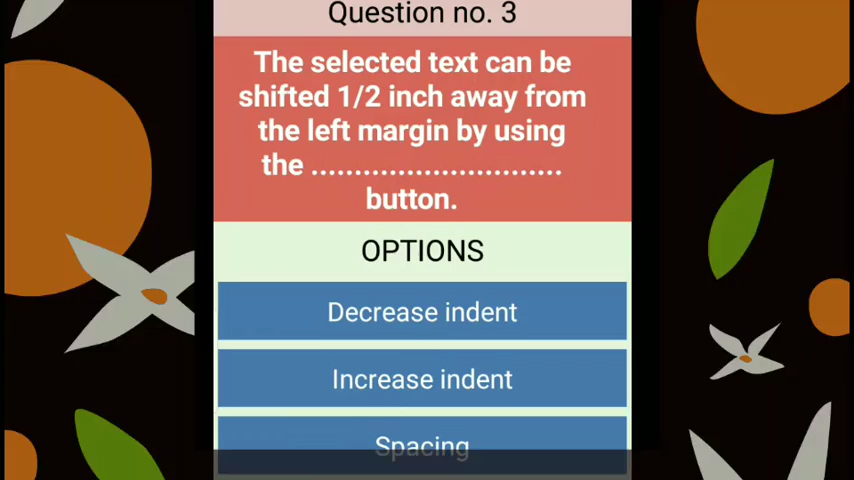 Question no. 3
The selected text can be
shifted 1/2 inch away from
the left margin by using
the .............................
button.
OPTIONS
Decrease indent
Increase indent
Spacing